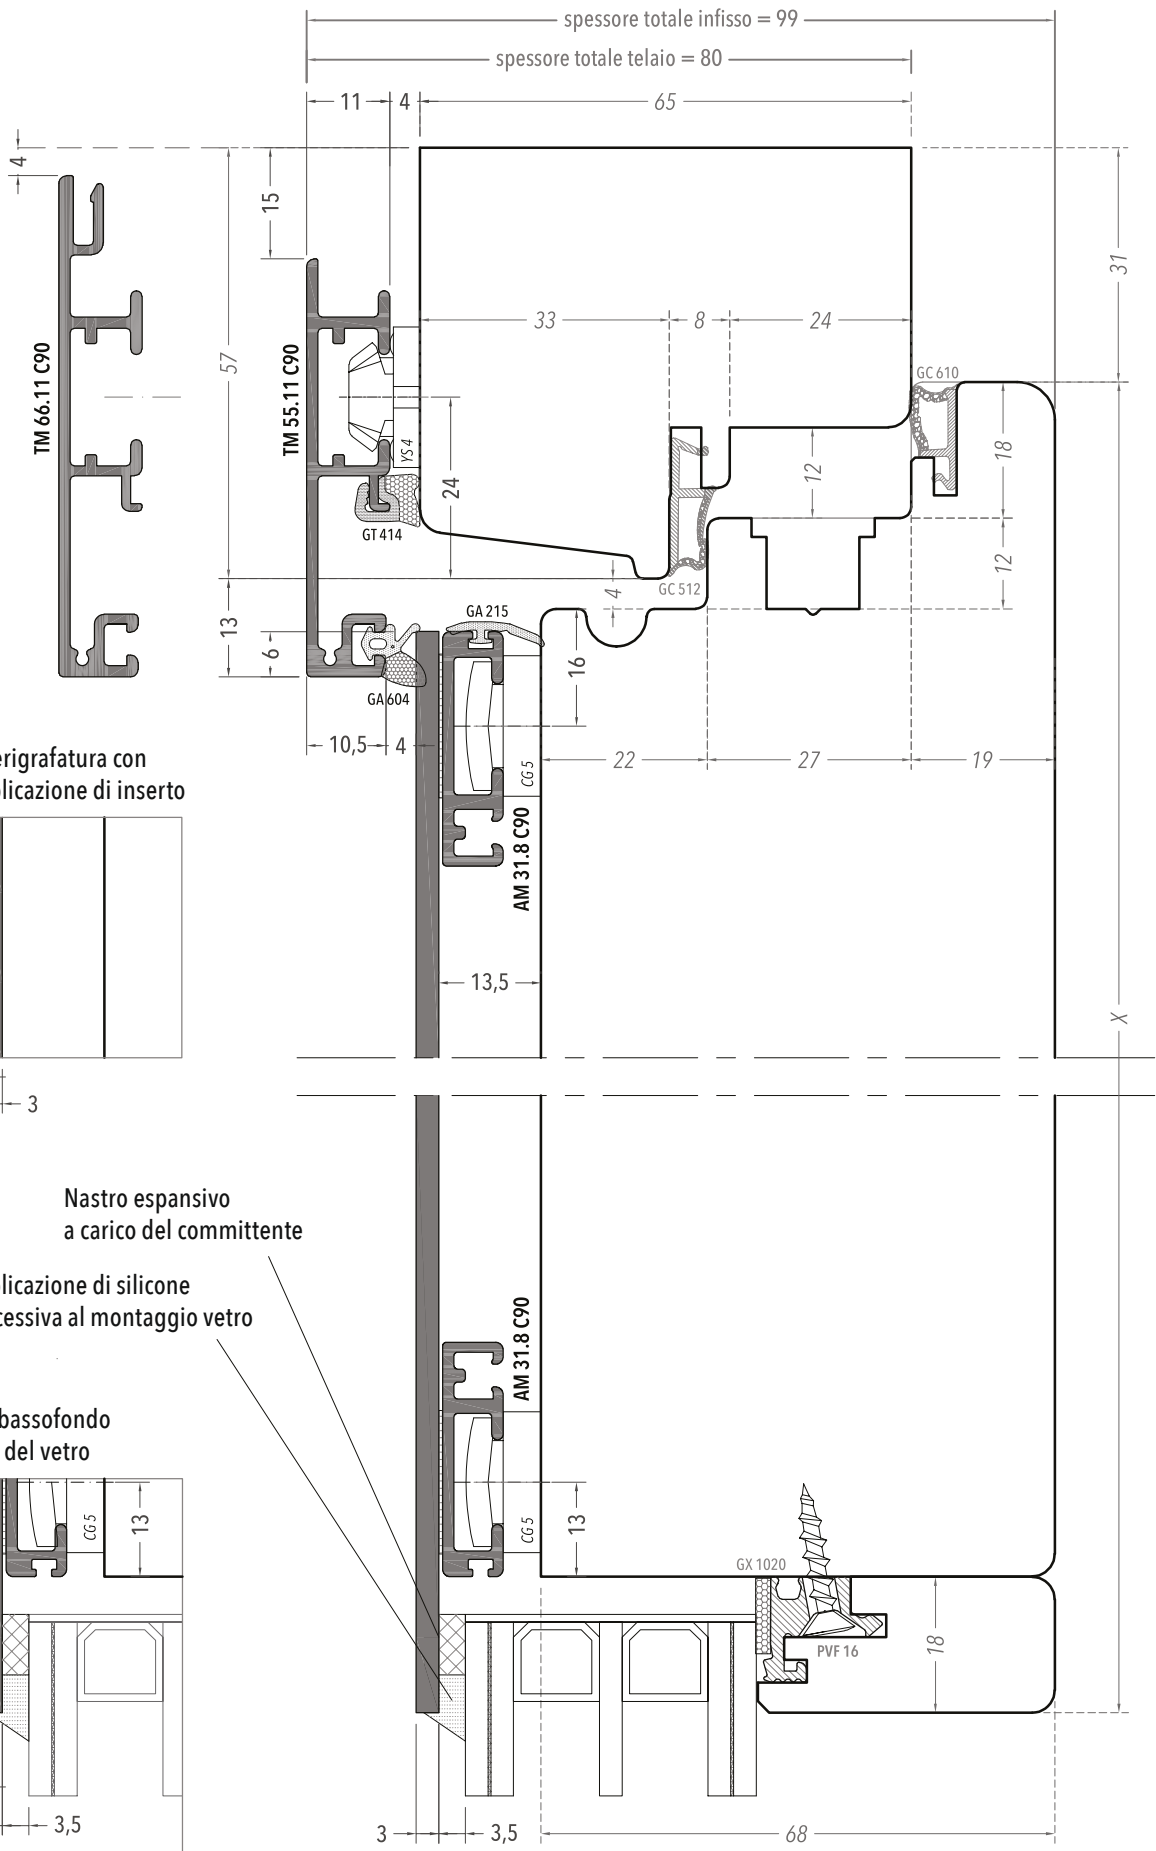 spessore totale infisso = 99
spessore totale telaio = 80
11
4
65
4
15
31
57
33
8
24
TM 66.11 C90
TM 55.11 C90
YS 4
GC 610
24
12
18
GT 414
12
GC 512
4
13
6
GA 215
16
GA 604
10,5
4
CG 5
22
27
19
erigrafatura con
plicazione di inserto
AM 31.8 C90
13,5
X
3
Nastro espansivo
a carico del committente
plicazione di silicone
cessiva al montaggio vetro
AM 31.8 C90
bassofondo
del vetro
CG 5
13
CG 5
13
GX 1020
PVF 16
18
3,5
3
3,5
68